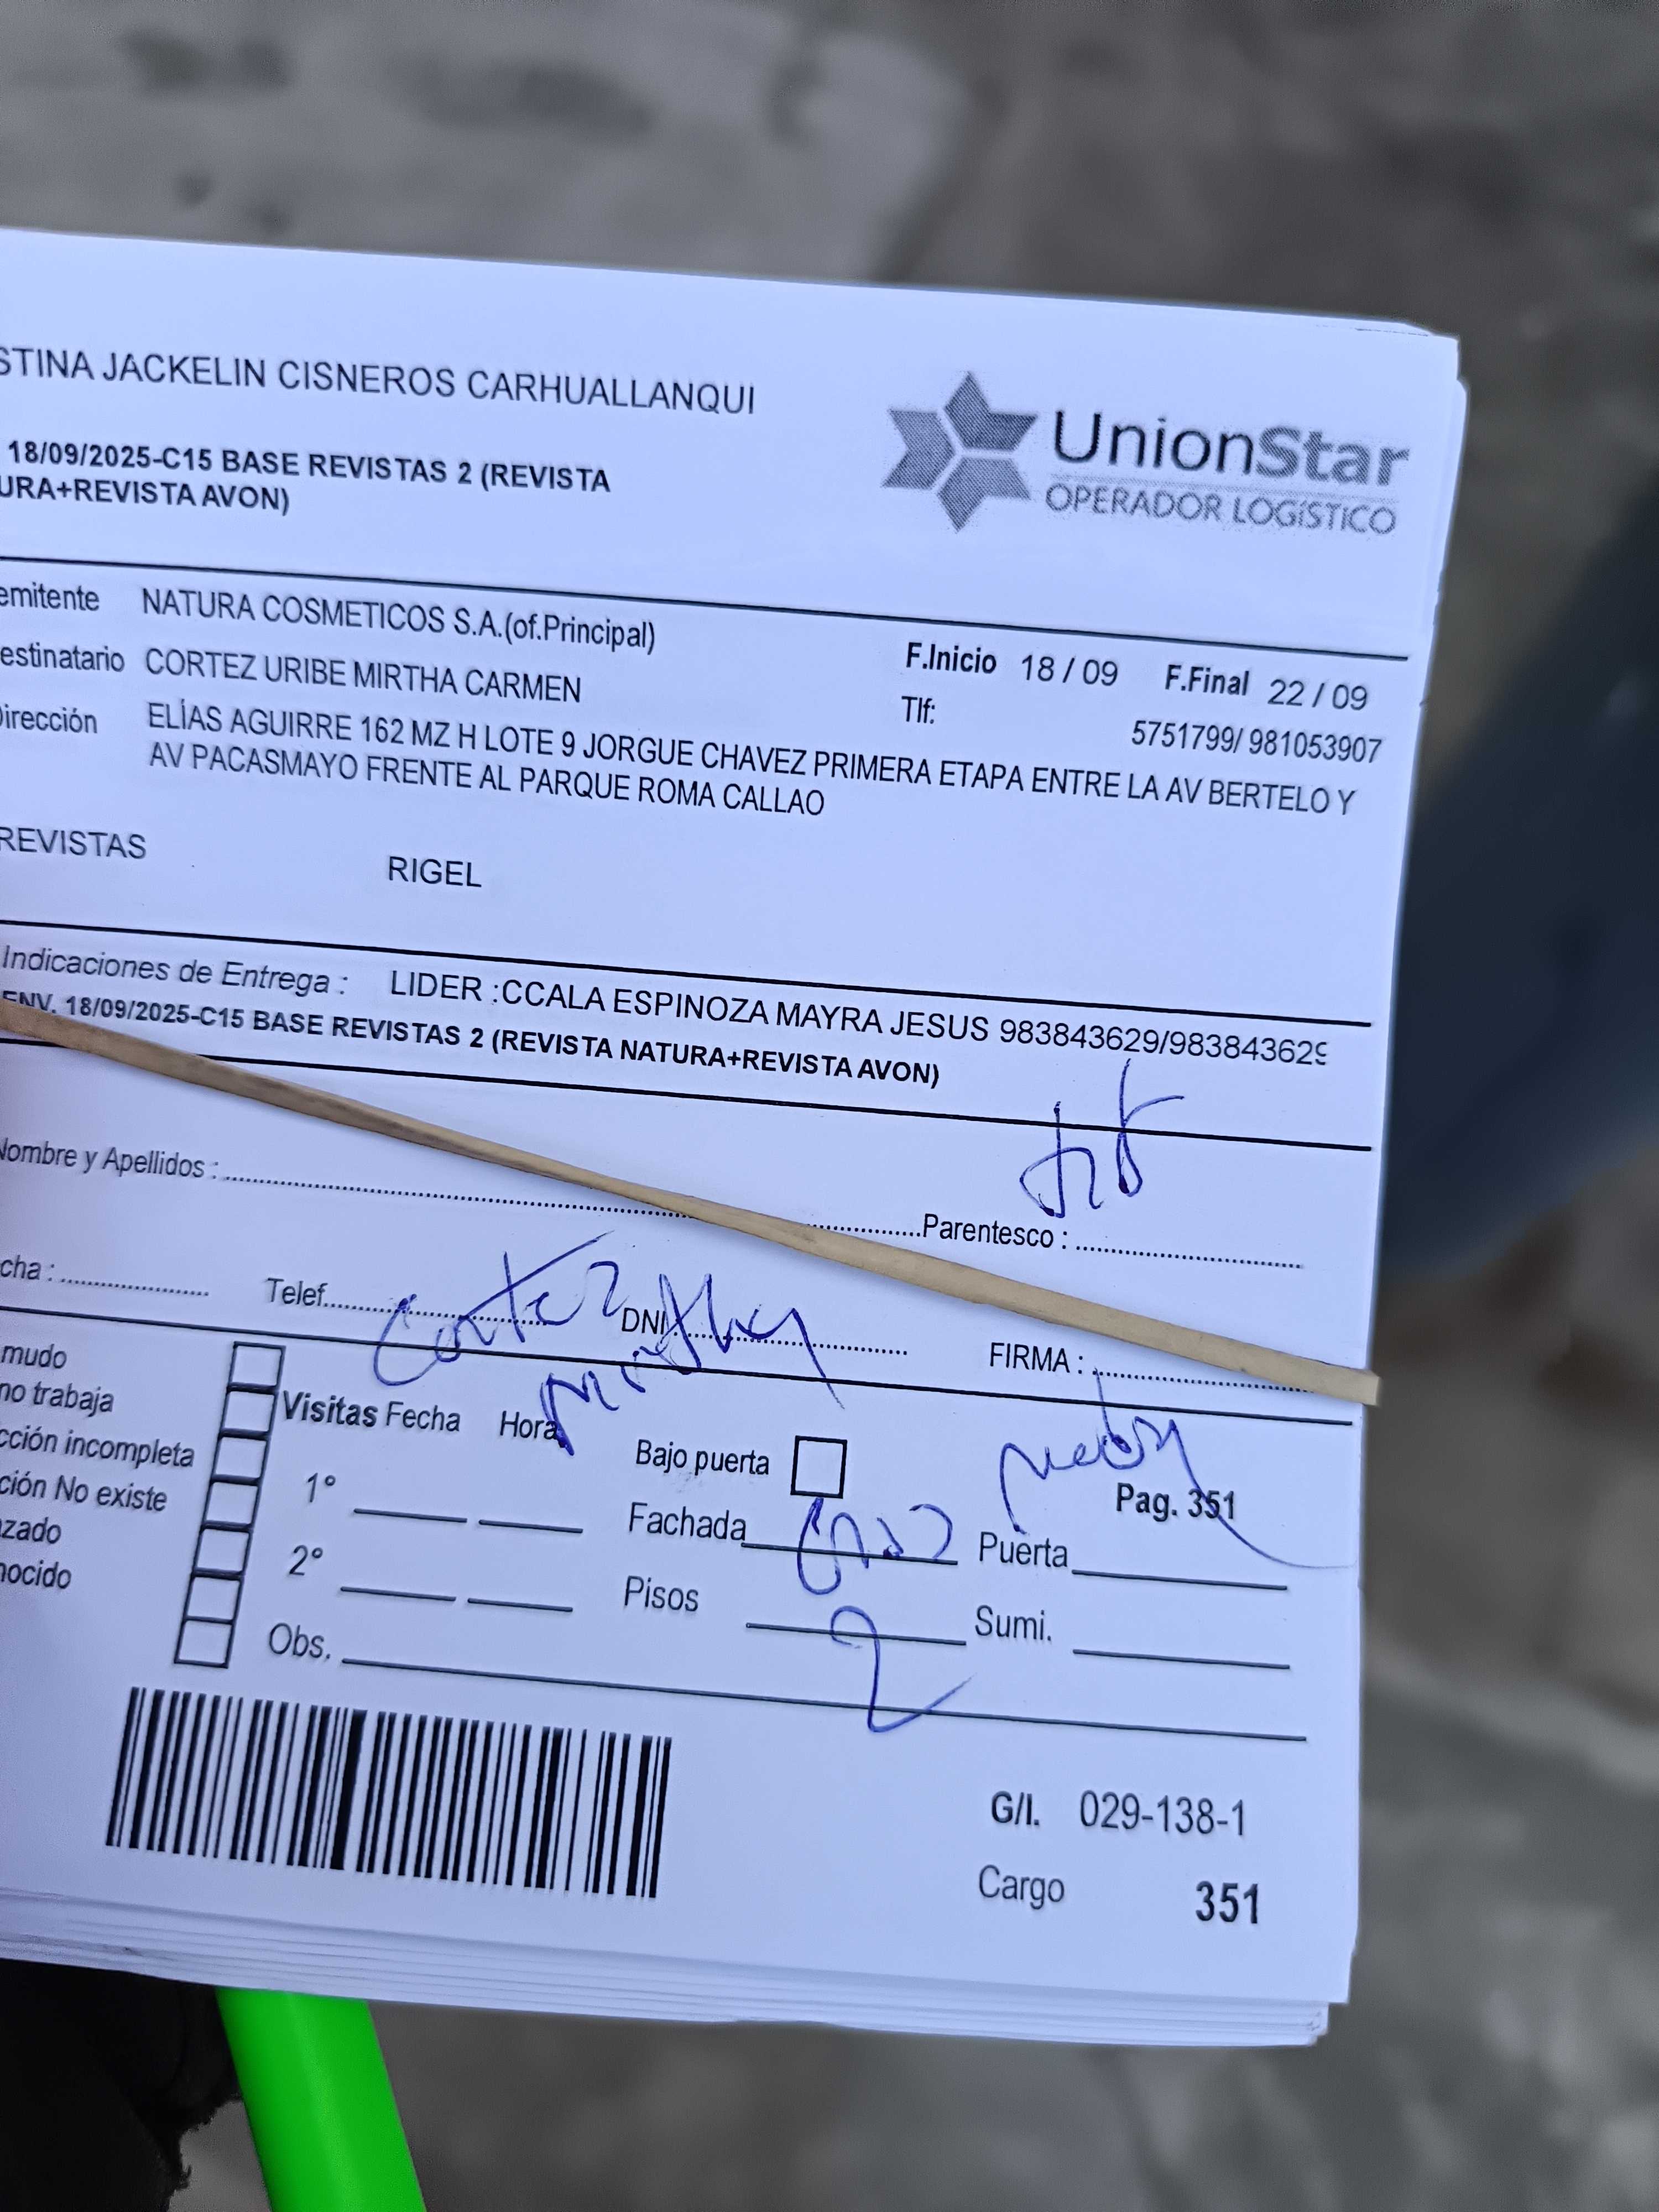 STINA JACKELIN CISNEROS CARHUALLANQUI
UnionStar
OPERADOR LOGÍSTICO
18/09/2025-C15 BASE REVISTAS 2 (REVISTA
URA+REVISTA AVON)
emitente NATURA COSMETICOS S.A.(of.Principal)
F.Inicio 18 / 09 F.Final 22 / 09
estinatario CORTEZ URIBE MIRTHA CARMEN
Tlf: 5751799/ 981053907
Dirección ELÍAS AGUIRRE 162 MZ H LOTE 9 JORGUE CHAVEZ PRIMERA ETAPA ENTRE LA AV BERTELO Y
AV PACASMAYO FRENTE AL PARQUE ROMA CALLAO
REVISTAS RIGEL
Indicaciones de Entrega : LIDER :CCALA ESPINOZA MAYRA JESUS 983843629/983843629
ENV. 18/09/2025-C15 BASE REVISTAS 2 (REVISTA NATURA+REVISTA AVON)
Nombre y Apellidos : Parentesco :
cha : Telef. DNI FIRMA :
Cortez
mudo
no trabaja
cción incompleta
ción No existe
zado
nocido
Visitas Fecha Hora
Bajo puerta
Pag. 351
1°
Fachada Puerta
2°
Pisos 2 Sumi.
Obs.
G/I. 029-138-1
Cargo 351